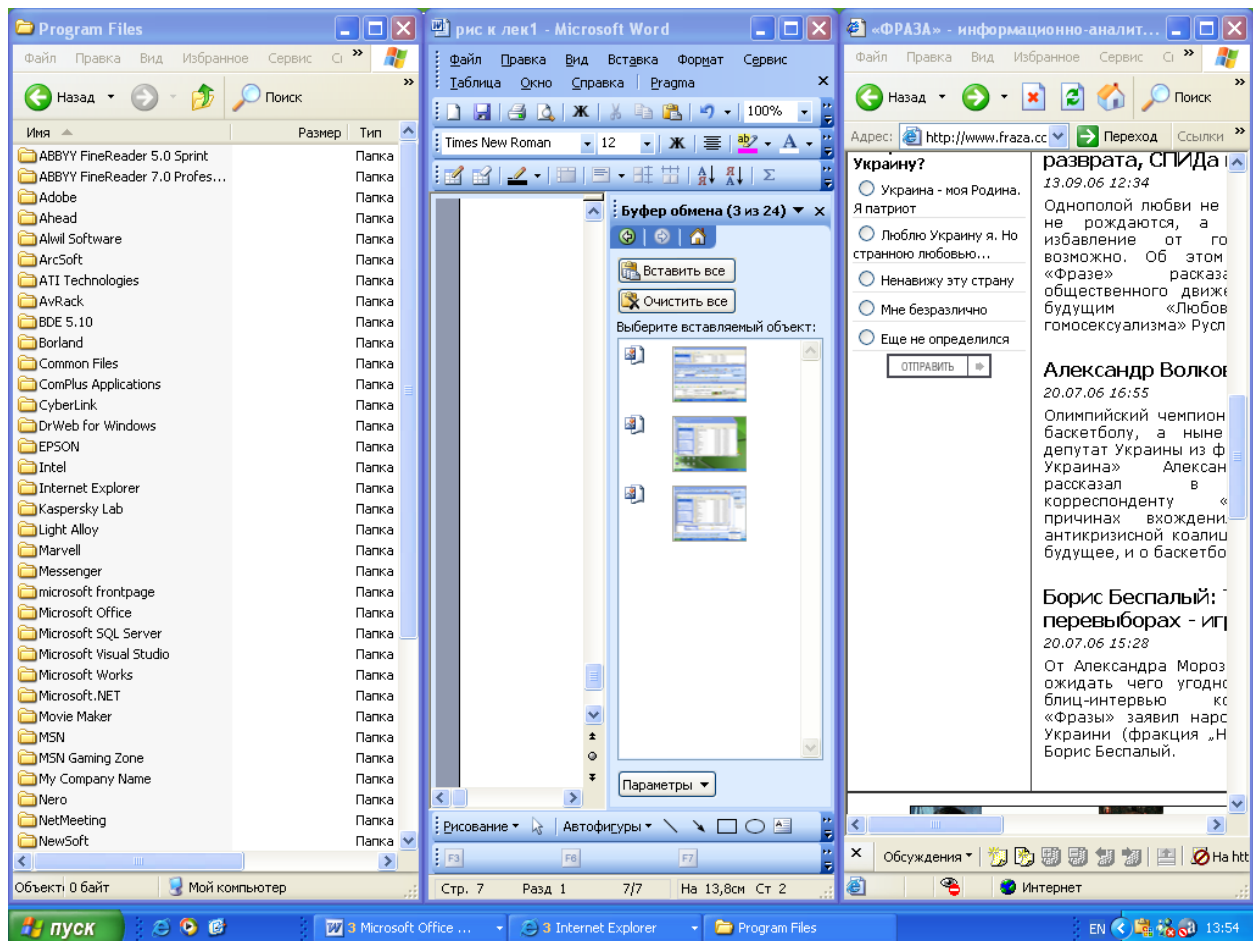 Program Files
Файл Правка Вид Избранное Сервис
Назад Поиск
Имя Размер Тип
ABBYY FineReader 5.0 Sprint Папка
ABBYY FineReader 7.0 Profes... Папка
Adobe Папка
Ahead Папка
Alwil Software Папка
ArcSoft Папка
ATI Technologies Папка
AvRack Папка
BDE 5.10 Папка
Borland Папка
Common Files Папка
ComPlus Applications Папка
CyberLink Папка
DrWeb for Windows Папка
EPSON Папка
Intel Папка
Internet Explorer Папка
Kaspersky Lab Папка
Light Alloy Папка
Marvell Папка
Messenger Папка
microsoft frontpage Папка
Microsoft Office Папка
Microsoft SQL Server Папка
Microsoft Visual Studio Папка
Microsoft Works Папка
Microsoft.NET Папка
Movie Maker Папка
MSN Папка
MSN Gaming Zone Папка
My Company Name Папка
Nero Папка
NetMeeting Папка
NewSoft Папка
Объект 0 байт Мой компьютер
рис к лек1 - Microsoft Word
Файл Правка Вид Вставка Формат Сервис
Таблица Окно Справка Pragma
Ж 100%
Times New Roman 12 Ж
Буфер обмена (3 из 24)
Вставить все
Очистить все
Выберите вставляемый объект:
Параметры
Рисование Автофигуры
F3 F6 F7
Стр. 7 Разд 1 7/7 На 13,8см Ст 2
«ФРАЗА» - информационно-аналит...
Файл Правка Вид Избранное Сервис
Назад Поиск
Адрес: http://www.fraza.cc Переход Ссылки
Украину?
Украина - моя Родина.
Я патриот
Люблю Украину я. Но
странною любовью...
Ненавижу эту страну
Мне безразлично
Еще не определился
ОТПРАВИТЬ
разврата, СПИДа
13.09.06 12:34
Однополой любви не
не рождаются, а
избавление от го
возможно. Об этом
«Фразе» расказа
общественного движе
будущим «Любов
гомосексуализма» Русл
Александр Волков
20.07.06 16:55
Олимпийский чемпион
баскетболу, а ныне
депутат Украины из ф
Украина» Алексан
рассказал в
корреспонденту «
причинах вхождени
антикризисной коалиц
будущее, и о баскетбо
Борис Беспалый:
перевыборах - игр
20.07.06 15:28
От Александра Мороз
ожидать чего угодно
блиц-интервью ко
«Фразы» заявил наро
Украини (фракция „Н
Борис Беспалый.
Обсуждения На htt
Интернет
пуск 3 Microsoft Office ... 3 Internet Explorer Program Files EN 13:54